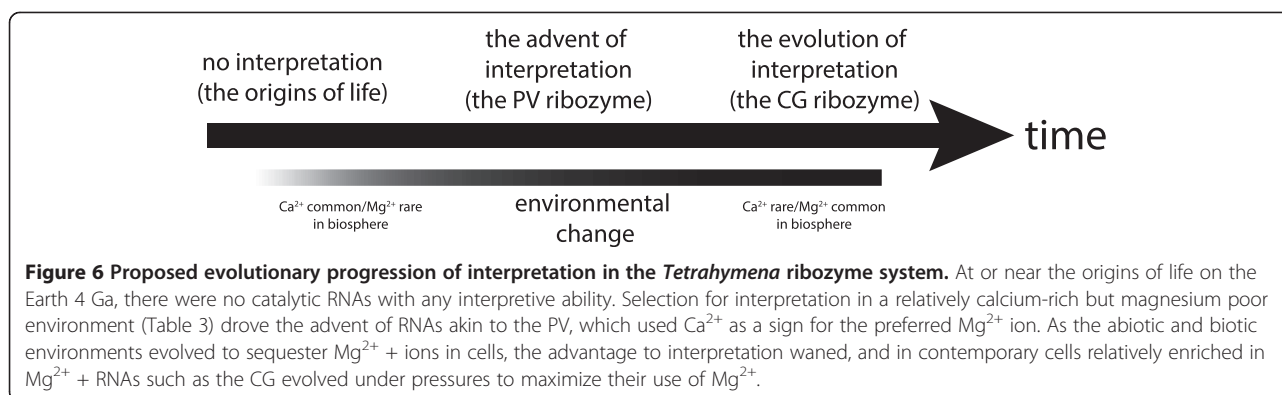 no interpretation
(the origins of life)
the advent of
interpretation
(the PV ribozyme)
the evolution of
interpretation
(the CG ribozyme)
time
Ca²⁺ common/Mg²⁺ rare
in biosphere
environmental
change
Ca²⁺ rare/Mg²⁺ common
in biosphere
Figure 6 Proposed evolutionary progression of interpretation in the Tetrahymena ribozyme system. At or near the origins of life on the
Earth 4 Ga, there were no catalytic RNAs with any interpretive ability. Selection for interpretation in a relatively calcium-rich but magnesium poor
environment (Table 3) drove the advent of RNAs akin to the PV, which used Ca²⁺ as a sign for the preferred Mg²⁺ ion. As the abiotic and biotic
environments evolved to sequester Mg²⁺ + ions in cells, the advantage to interpretation waned, and in contemporary cells relatively enriched in
Mg²⁺ + RNAs such as the CG evolved under pressures to maximize their use of Mg²⁺.